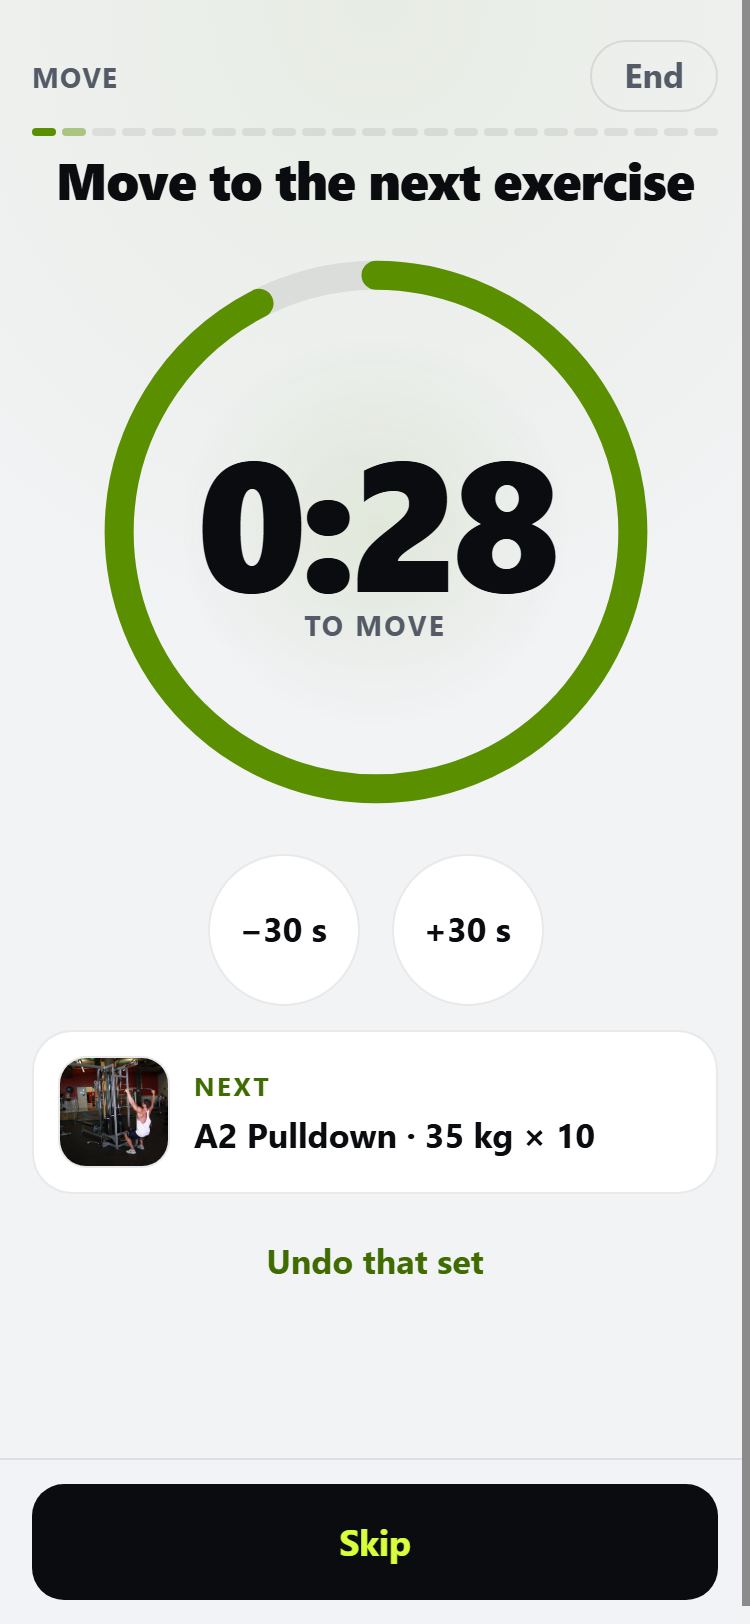 MOVE
End
Move to the next exercise
0:28
TO MOVE
−30 s
+30 s
NEXT
A2 Pulldown · 35 kg × 10
Undo that set
Skip